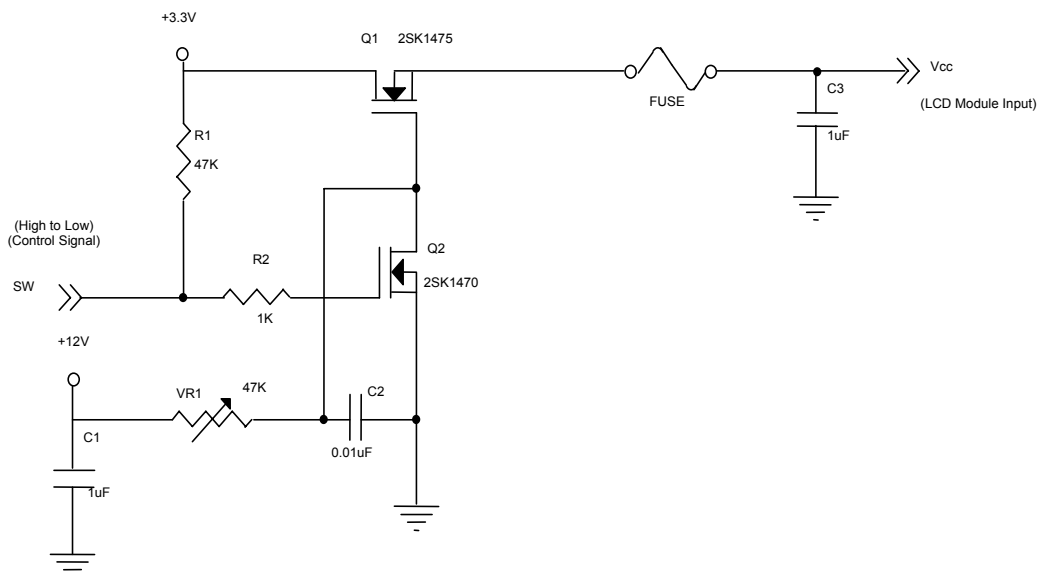 +3.3V
Q1
2SK1475
Vcc
FUSE
C3
(LCD Module Input)
R1
47K
1uF
(High to Low)
(Control Signal)
Q2
R2
2SK1470
SW
1K
+12V
VR1
47K
C2
C1
0.01uF
1uF